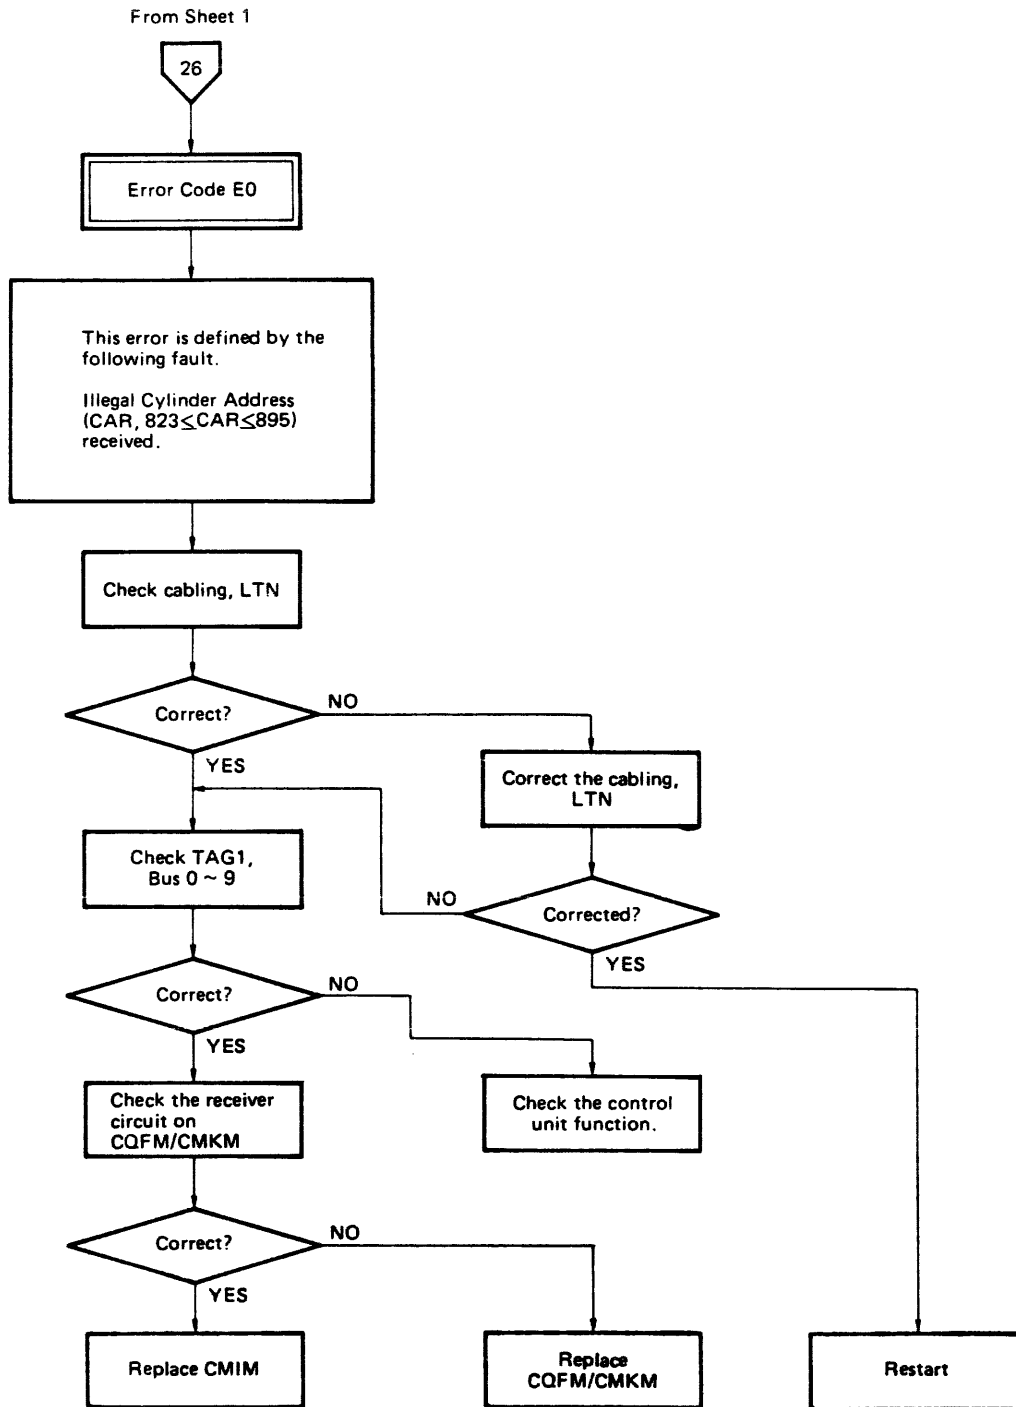 From Sheet 1
26
Error Code E0
This error is defined by the
following fault.
Illegal Cylinder Address
(CAR, 823≤CAR≤895)
received.
Check cabling, LTN
Correct?
NO
YES
Correct the cabling,
LTN
Check TAG1,
Bus 0 ~ 9
NO
Corrected?
YES
Correct?
NO
YES
Check the receiver
circuit on
CQFM/CMKM
Check the control
unit function.
Correct?
NO
YES
Replace CMIM
Replace
CQFM/CMKM
Restart